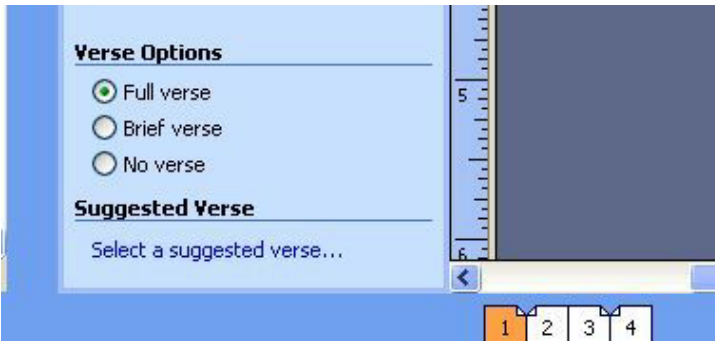 Verse Options
Full verse
Brief verse
No verse
Suggested Verse
Select a suggested verse...
5
6
1 2 3 4